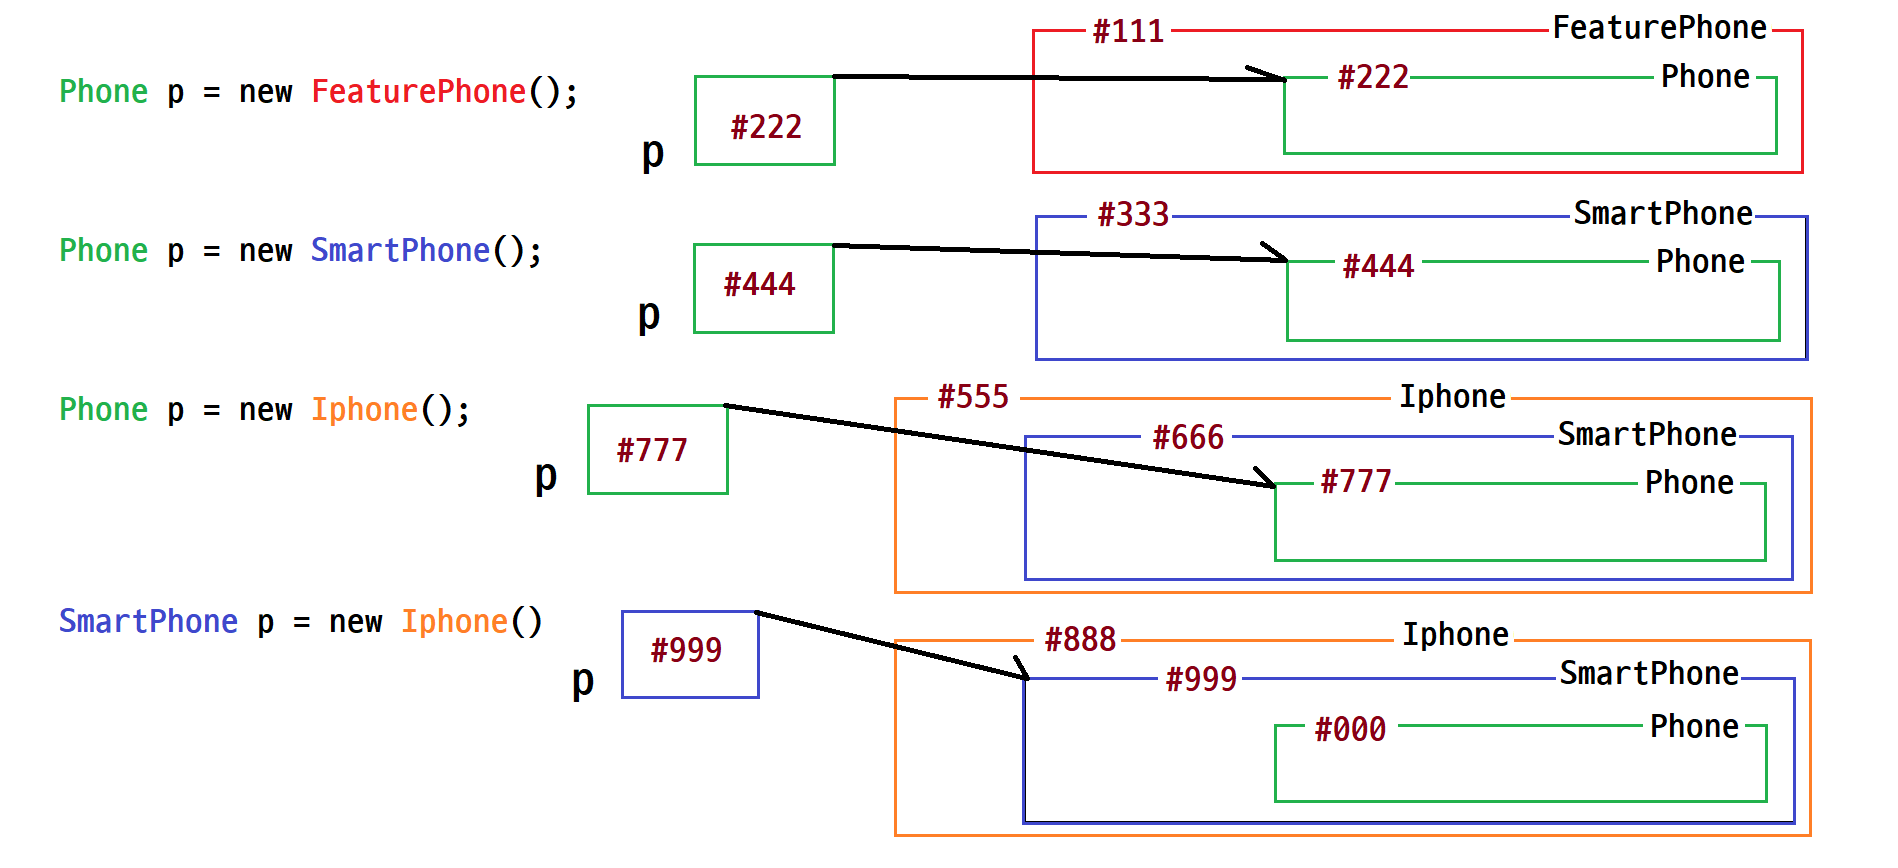 #111 FeaturePhone
Phone p = new FeaturePhone();
#222
#222 Phone
p
#333 SmartPhone
Phone p = new SmartPhone();
#444
#444 Phone
p
#555 Iphone
Phone p = new Iphone();
#777
#666 SmartPhone
#777 Phone
p
#888 Iphone
SmartPhone p = new Iphone()
#999
#999 SmartPhone
#000 Phone
p